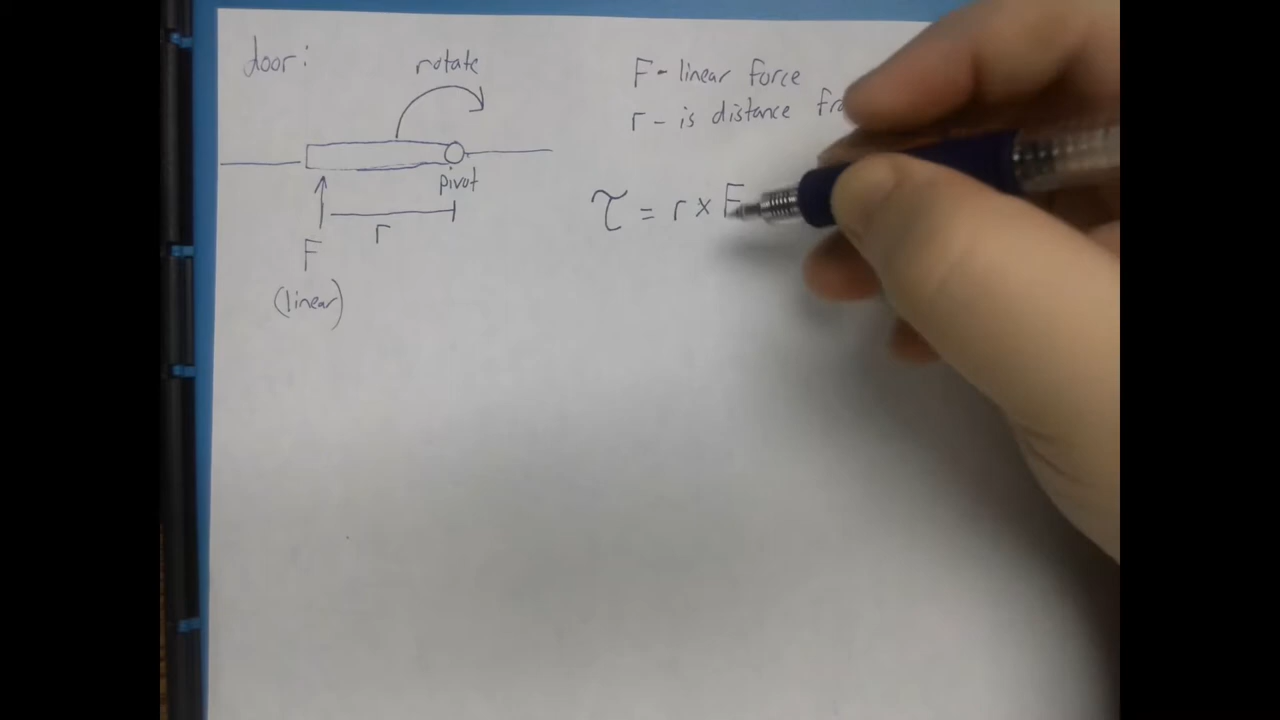 door:
rotate
pivot
r
F
(linear)
F - linear force
r - is distance
τ = r × F